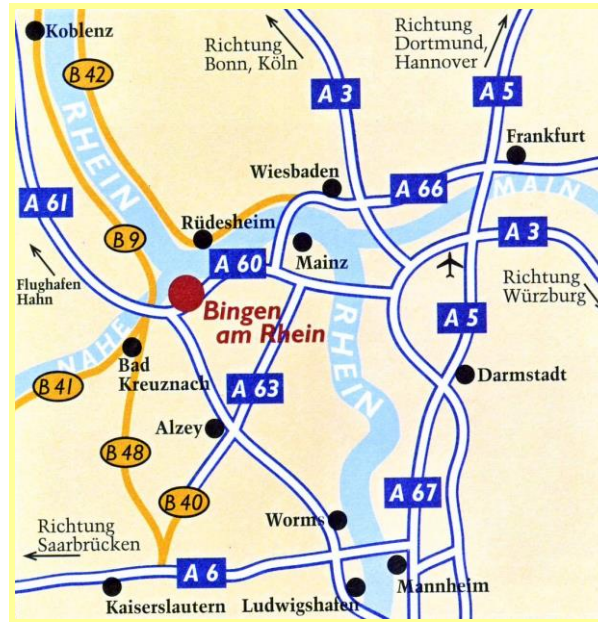 Koblenz
Richtung
Bonn, Köln
Richtung
Dortmund,
Hannover
B 42
A 3
A 5
RHEIN
Frankfurt
Wiesbaden
A 66
MAIN
A 61
Rüdesheim
B 9
A 60
Mainz
A 3
Flughafen
Hahn
Richtung
Würzburg
Bingen
am Rhein
A 5
NAHE
RHEIN
Bad
Kreuznach
B 41
A 63
Darmstadt
Alzey
B 48
B 40
A 67
Worms
Richtung
Saarbrücken
A 6
Mannheim
Kaiserslautern
Ludwigshafen